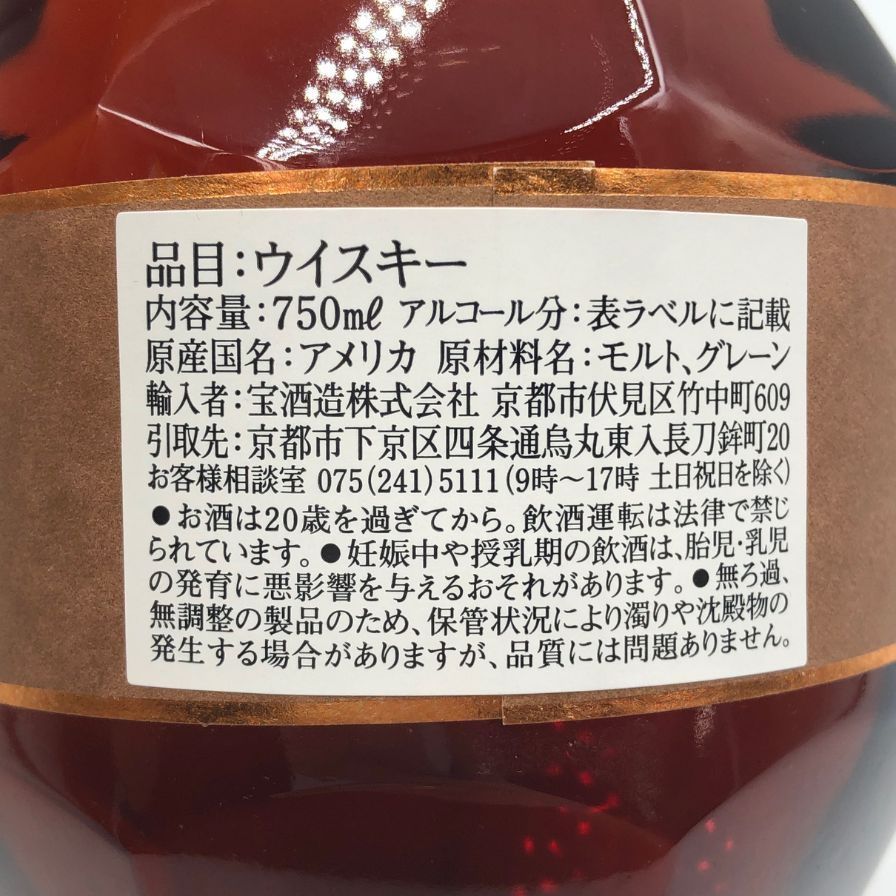 品目：ウイスキー
内容量：750mℓ アルコール分：表ラベルに記載
原産国名：アメリカ 原材料名：モルト、グレーン
輸入者：宝酒造株式会社 京都市伏見区竹中町609
引取先：京都市下京区四条通烏丸東入長刀鉾町20
お客様相談室 075(241)5111(9時〜17時 土日祝日を除く)
●お酒は20歳を過ぎてから。飲酒運転は法律で禁じ
られています。●妊娠中や授乳期の飲酒は、胎児・乳児
の発育に悪影響を与えるおそれがあります。●無ろ過、
無調整の製品のため、保管状況により濁りや沈殿物の
発生する場合がありますが、品質には問題ありません。